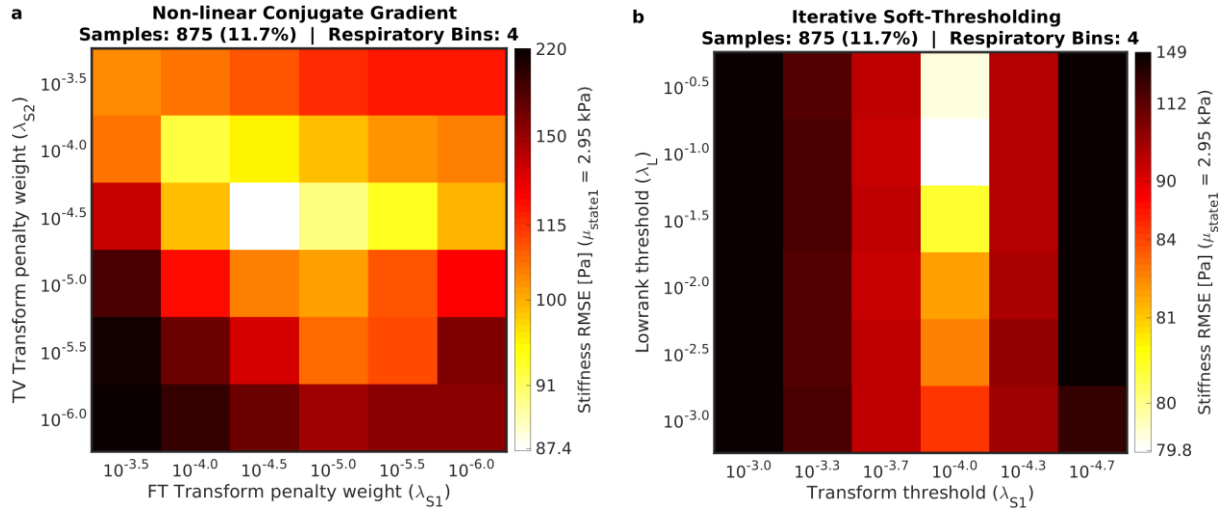 a
Non-linear Conjugate Gradient
Samples: 875 (11.7%) | Respiratory Bins: 4
TV Transform penalty weight (λS2)
10-3.5
10-4.0
10-4.5
10-5.0
10-5.5
10-6.0
10-3.5 10-4.0 10-4.5 10-5.0 10-5.5 10-6.0
FT Transform penalty weight (λS1)
220
150
115
100
91
87.4
Stiffness RMSE [Pa] (μstate1 = 2.95 kPa)
b
Iterative Soft-Thresholding
Samples: 875 (11.7%) | Respiratory Bins: 4
Lowrank threshold (λL)
10-0.5
10-1.0
10-1.5
10-2.0
10-2.5
10-3.0
10-3.0 10-3.3 10-3.7 10-4.0 10-4.3 10-4.7
Transform threshold (λS1)
149
112
90
84
81
80
79.8
Stiffness RMSE [Pa] (μstate1 = 2.95 kPa)